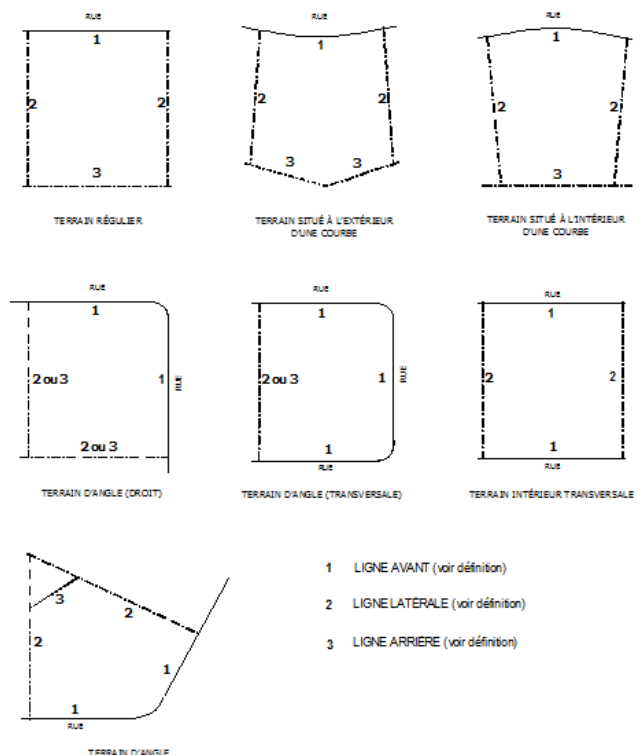 RUE
1
2
2
3
TERRAIN RÉGULIER
RUE
1
2
2
3
3
TERRAIN SITUÉ À L'EXTÉRIEUR
D'UNE COURBE
RUE
1
2
2
3
TERRAIN SITUÉ À L'INTÉRIEUR
D'UNE COURBE
RUE
1
2 ou 3
1
RUE
2 ou 3
TERRAIN D'ANGLE (DROIT)
RUE
1
2 ou 3
1
RUE
1
RUE
TERRAIN D'ANGLE (TRANSVERSALE)
RUE
1
2
2
1
RUE
TERRAIN INTÉRIEUR TRANSVERSALE
3
2
2
1
1
RUE
TERRAIN D'ANGLE
1 LIGNE AVANT (voir définition)
2 LIGNE LATÉRALE (voir définition)
3 LIGNE ARRIÈRE (voir définition)